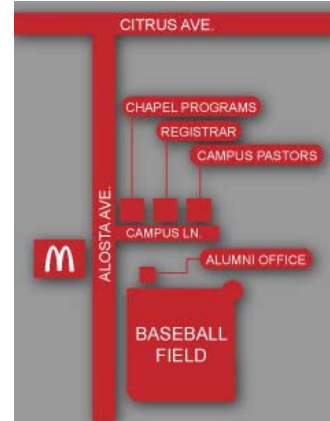 CITRUS AVE.
CHAPEL PROGRAMS
REGISTRAR
CAMPUS PASTORS
ALOSTA AVE.
CAMPUS LN.
ALUMNI OFFICE
BASEBALL
FIELD